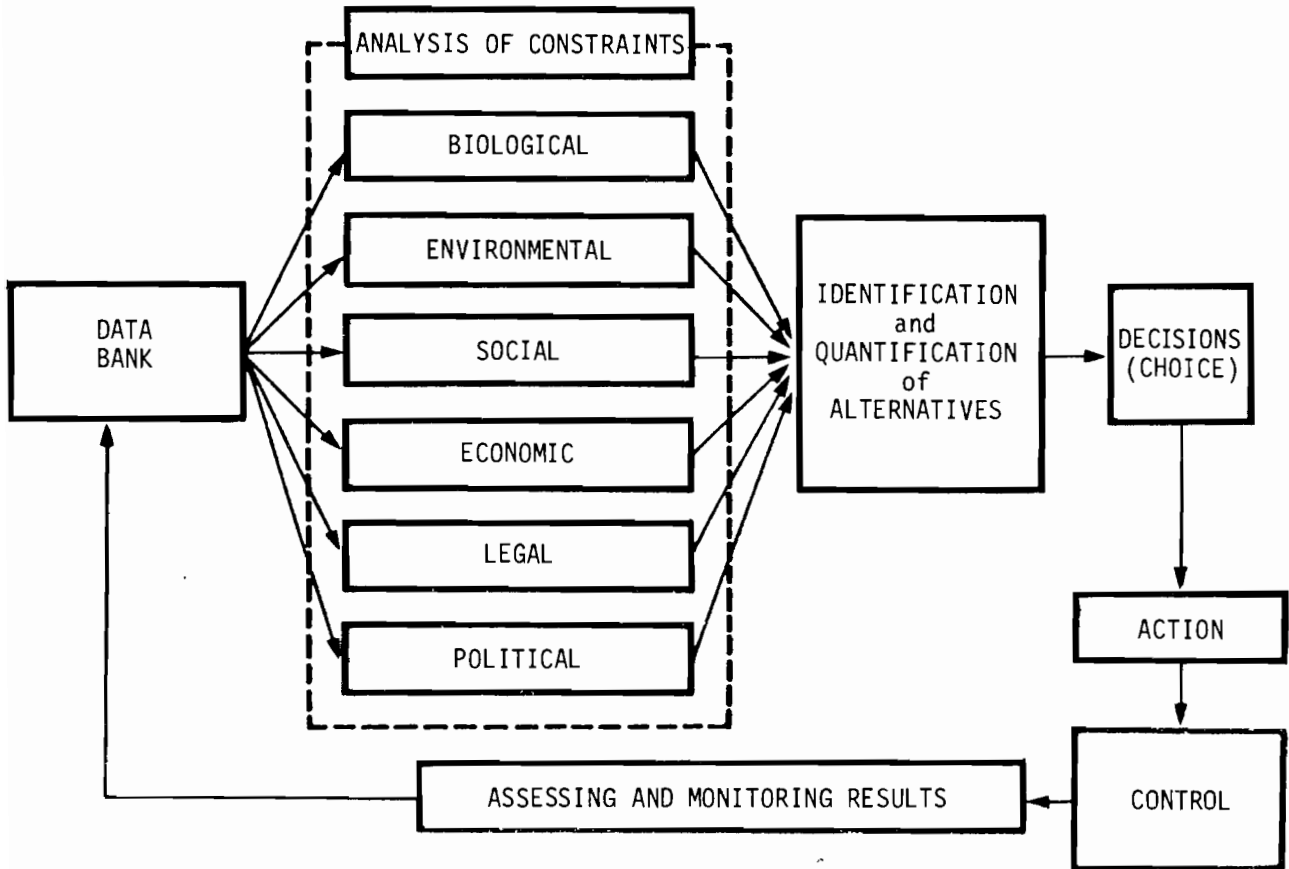 ANALYSIS OF CONSTRAINTS
BIOLOGICAL
ENVIRONMENTAL
SOCIAL
ECONOMIC
LEGAL
POLITICAL
DATA
BANK
IDENTIFICATION
and
QUANTIFICATION
of
ALTERNATIVES
DECISIONS
(CHOICE)
ACTION
CONTROL
ASSESSING AND MONITORING RESULTS